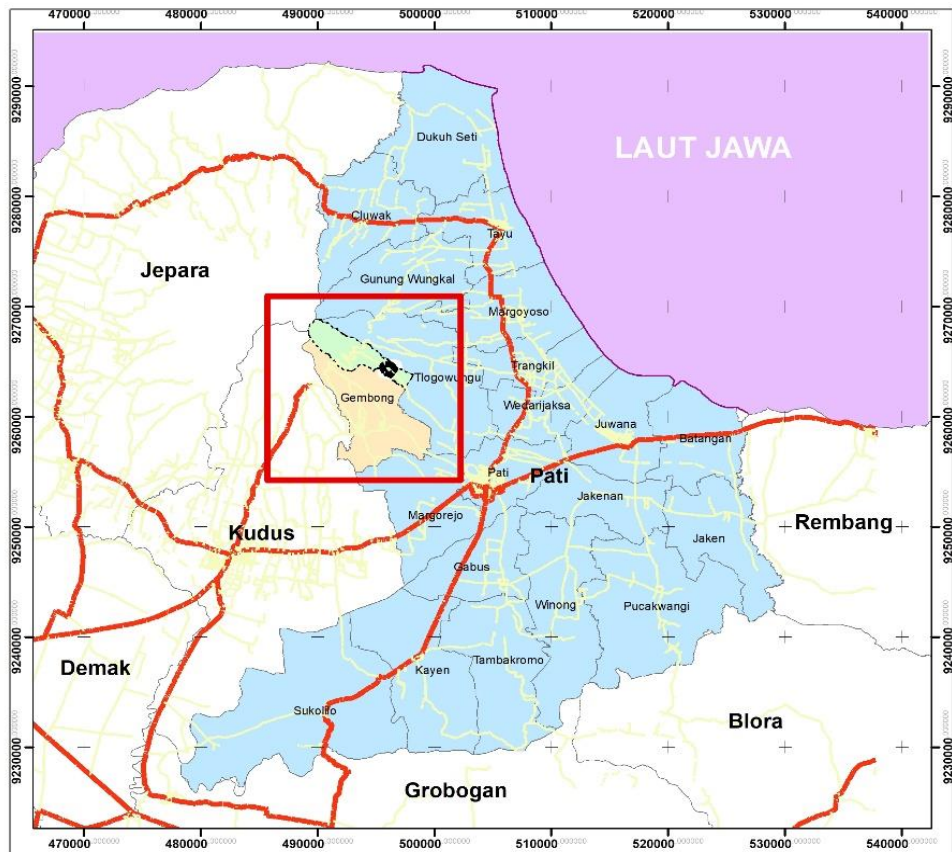 470000 480000 490000 500000 510000 520000 530000 540000
9290000 9290000
Dukuh Seti
LAUT JAWA
9280000 Cluwak 9280000
Tayu
Jepara
Gunung Wungkal
9270000 9270000
Margoyoso
Trangkil
Tlogowungu
Gembong
Wedarijaksa
9260000 Juwana 9260000
Batangan
Pati Pati
Jakenan
Margorejo
Kudus Rembang
9250000 Jaken 9250000
Gabus
Winong Pucakwangi
9240000 9240000
Demak Tambakromo
Kayen
Sukolilo
Blora
9230000 9230000
Grobogan
470000 480000 490000 500000 510000 520000 530000 540000